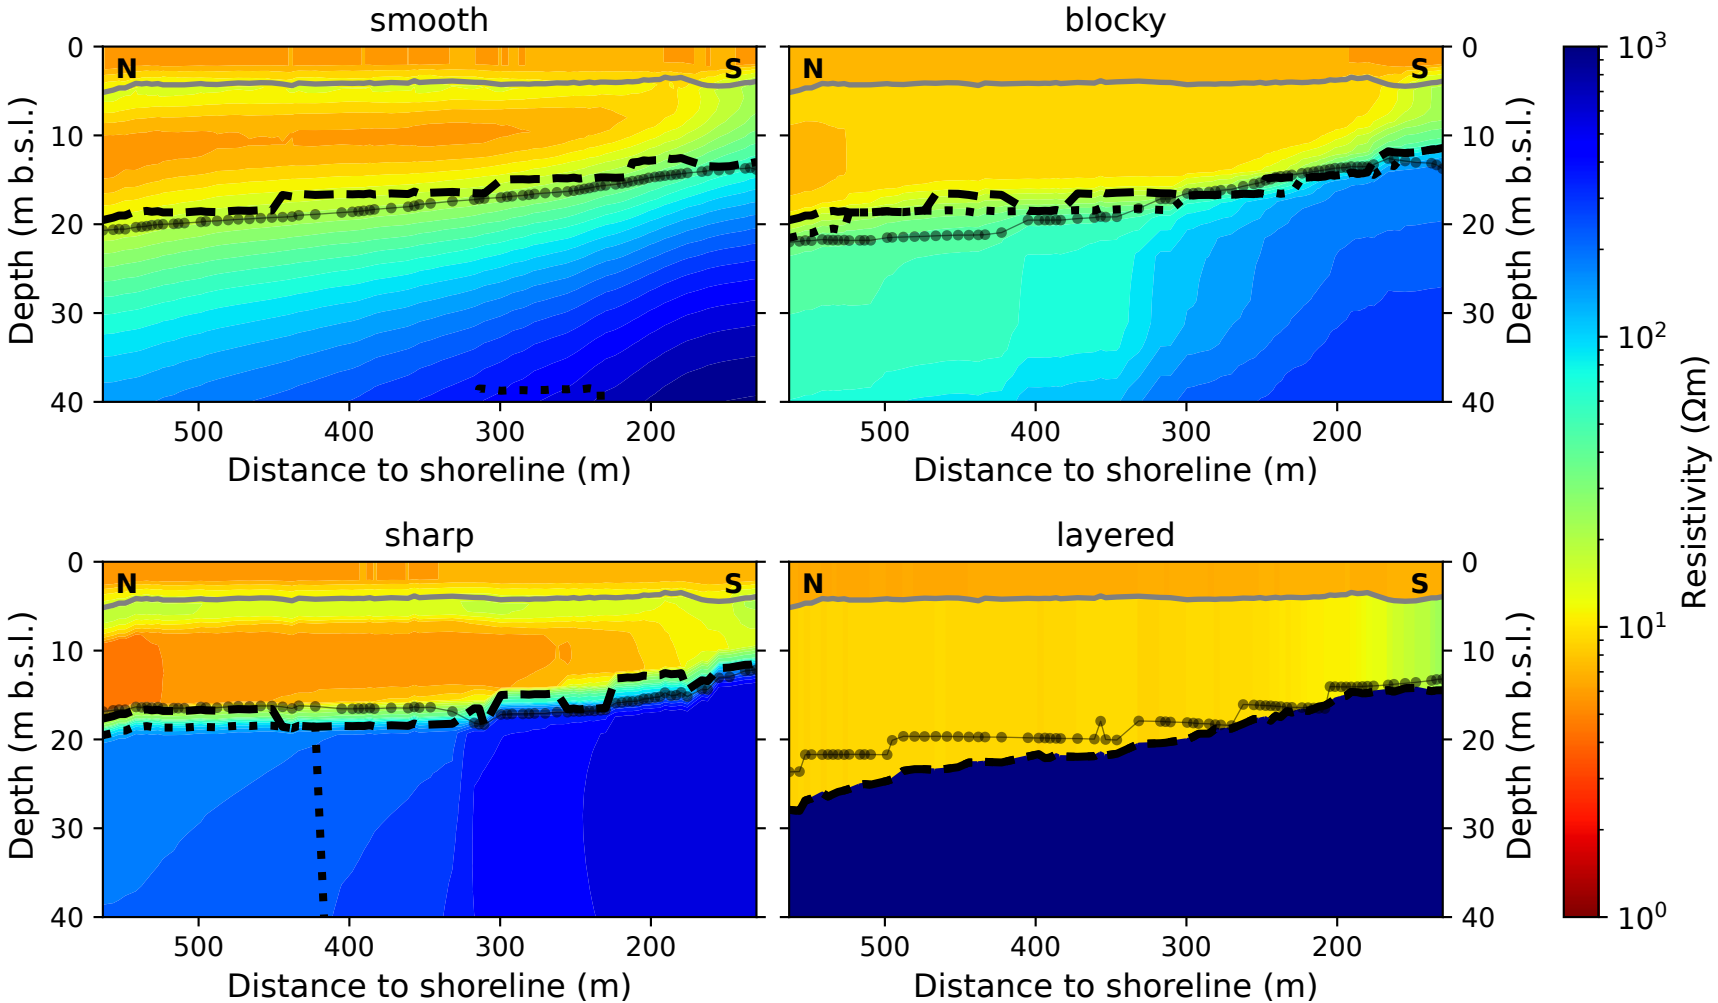 smooth
blocky
0
10
20
30
40
Depth (m b.s.l.)
N
S
500
400
300
200
Distance to shoreline (m)
N
S
0
10
20
30
40
Depth (m b.s.l.)
500
400
300
200
Distance to shoreline (m)
sharp
layered
0
10
20
30
40
Depth (m b.s.l.)
N
S
500
400
300
200
Distance to shoreline (m)
N
S
0
10
20
30
40
Depth (m b.s.l.)
500
400
300
200
Distance to shoreline (m)
10³
10²
10¹
10⁰
Resistivity (Ωm)